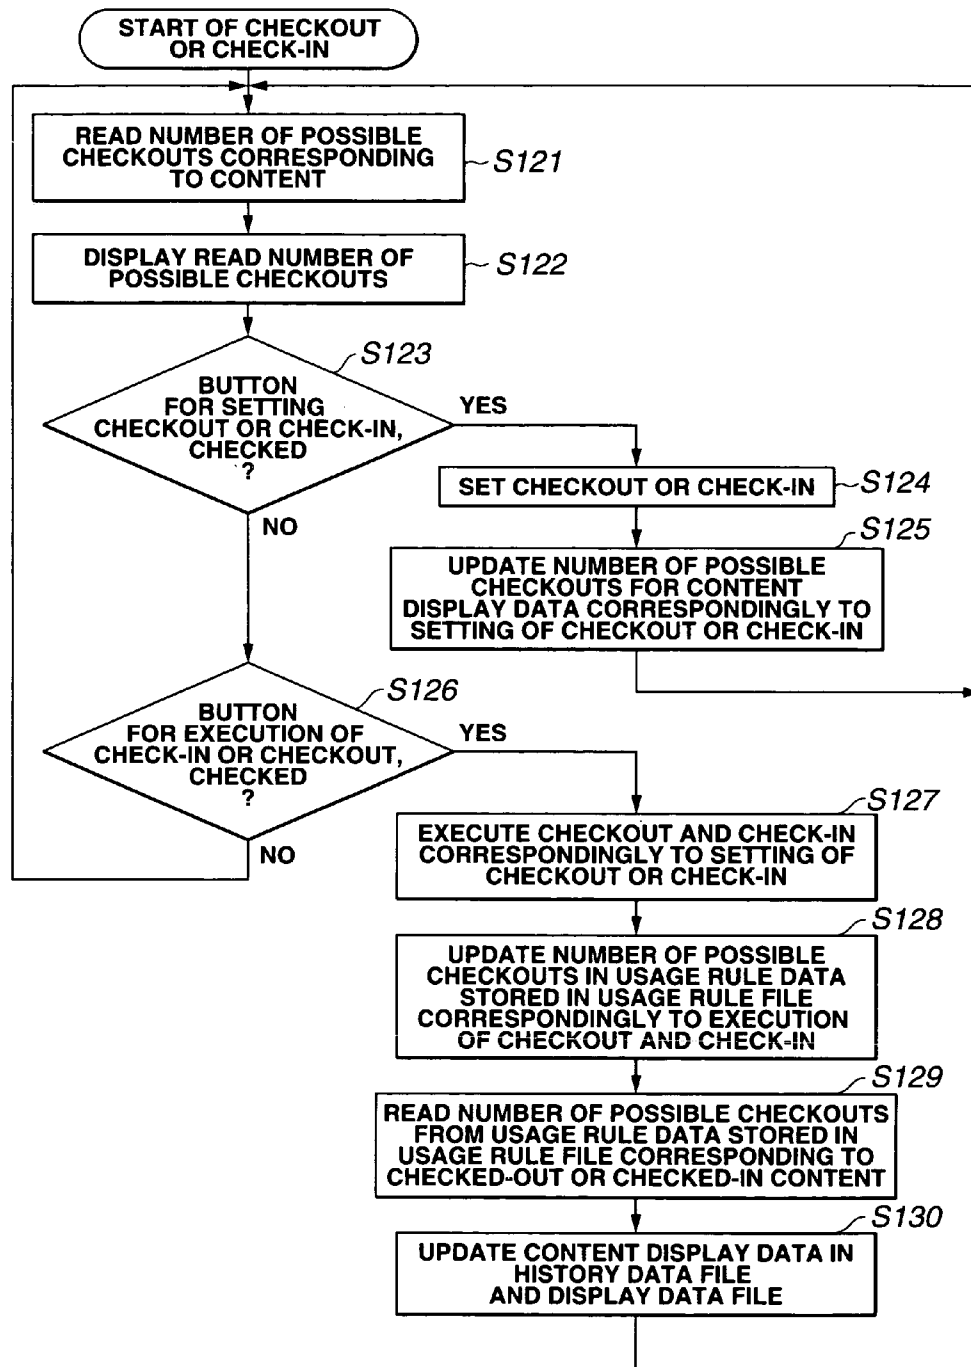 START OF CHECKOUT
OR CHECK-IN
READ NUMBER OF POSSIBLE
CHECKOUTS CORRESPONDING
TO CONTENT
S121
DISPLAY READ NUMBER OF
POSSIBLE CHECKOUTS
S122
S123
BUTTON
FOR SETTING
CHECKOUT OR CHECK-IN,
CHECKED
?
YES
NO
SET CHECKOUT OR CHECK-IN
S124
S125
UPDATE NUMBER OF POSSIBLE
CHECKOUTS FOR CONTENT
DISPLAY DATA CORRESPONDINGLY TO
SETTING OF CHECKOUT OR CHECK-IN
S126
BUTTON
FOR EXECUTION OF
CHECK-IN OR CHECKOUT,
CHECKED
?
YES
NO
S127
EXECUTE CHECKOUT AND CHECK-IN
CORRESPONDINGLY TO SETTING OF
CHECKOUT OR CHECK-IN
S128
UPDATE NUMBER OF POSSIBLE
CHECKOUTS IN USAGE RULE DATA
STORED IN USAGE RULE FILE
CORRESPONDINGLY TO EXECUTION
OF CHECKOUT AND CHECK-IN
S129
READ NUMBER OF POSSIBLE CHECKOUTS
FROM USAGE RULE DATA STORED IN
USAGE RULE FILE CORRESPONDING TO
CHECKED-OUT OR CHECKED-IN CONTENT
S130
UPDATE CONTENT DISPLAY DATA IN
HISTORY DATA FILE
AND DISPLAY DATA FILE